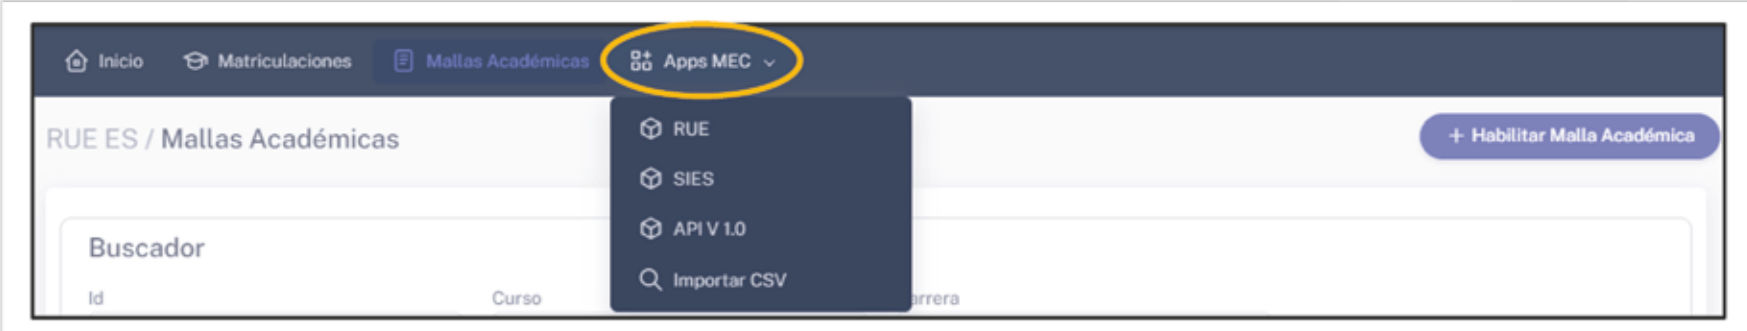 Inicio Matriculaciones Mallas Académicas Apps MEC
RUE ES / Mallas Académicas
+ Habilitar Malla Académica
RUE
SIES
API V 1.0
Importar CSV
Buscador
Id Curso arrera